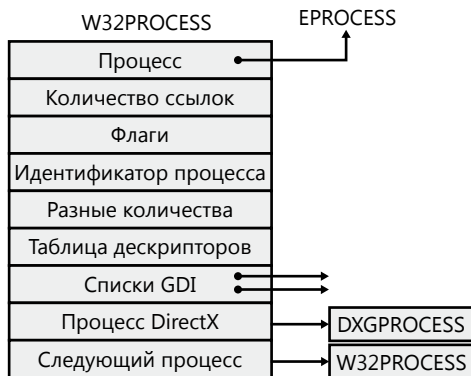 W32PROCESS
EPROCESS
Процесс
Количество ссылок
Флаги
Идентификатор процесса
Разные количества
Таблица дескрипторов
Списки GDI
Процесс DirectX
DXGPROCESS
Следующий процесс
W32PROCESS